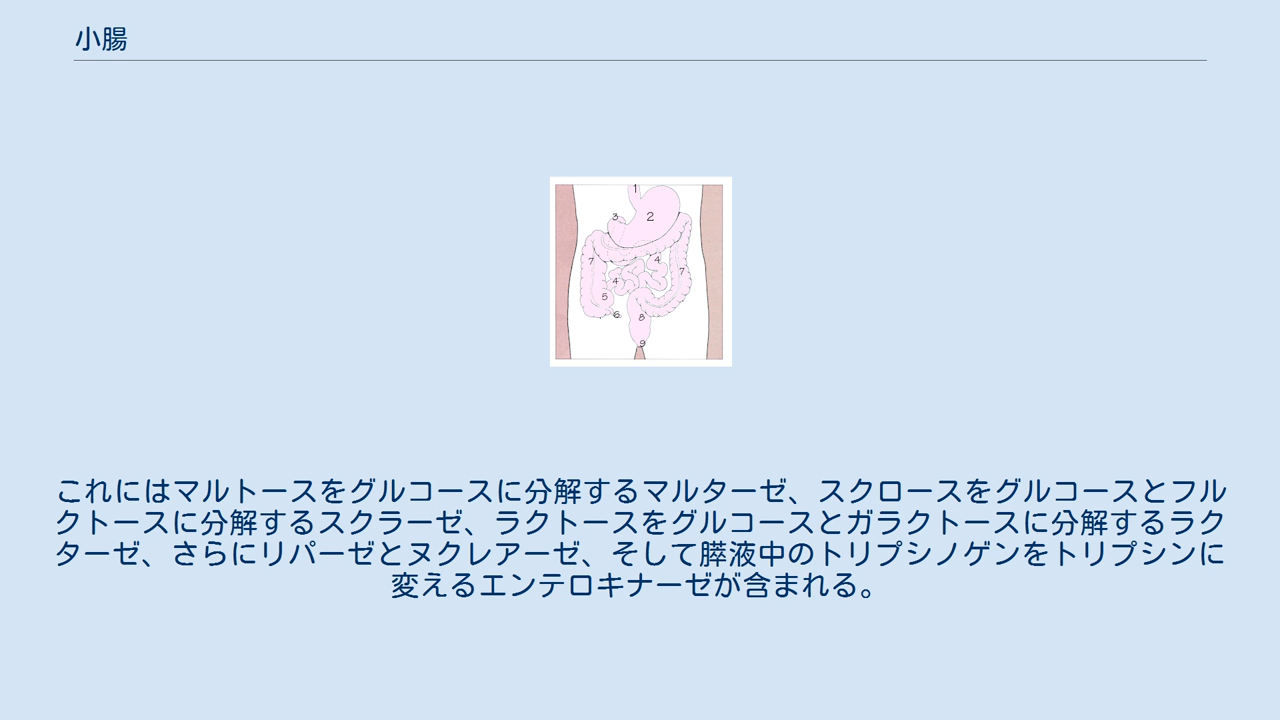 小腸
1
3
2
7
4
7
4
5
6
8
9
これにはマルトースをグルコースに分解するマルターゼ、スクロースをグルコースとフル
クトースに分解するスクラーゼ、ラクトースをグルコースとガラクトースに分解するラク
ターゼ、さらにリパーゼとヌクレアーゼ、そして膵液中のトリプシノゲンをトリプシンに
変えるエンテロキナーゼが含まれる。